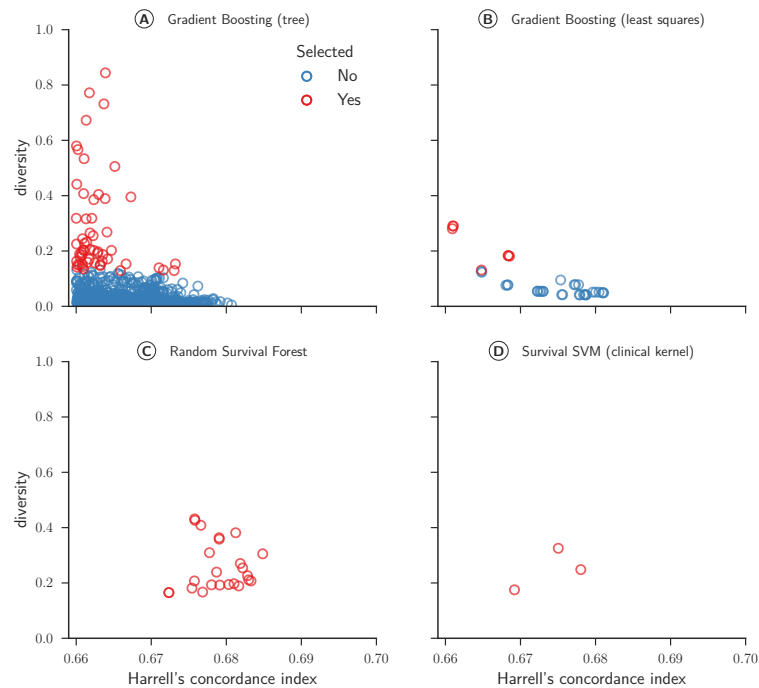 A Gradient Boosting (tree)
B Gradient Boosting (least squares)
Selected
No
Yes
1.0
0.8
0.6
0.4
0.2
0.0
diversity
C Random Survival Forest
D Survival SVM (clinical kernel)
1.0
0.8
0.6
0.4
0.2
0.0
diversity
0.66 0.67 0.68 0.69 0.70
0.66 0.67 0.68 0.69 0.70
Harrell's concordance index
Harrell's concordance index